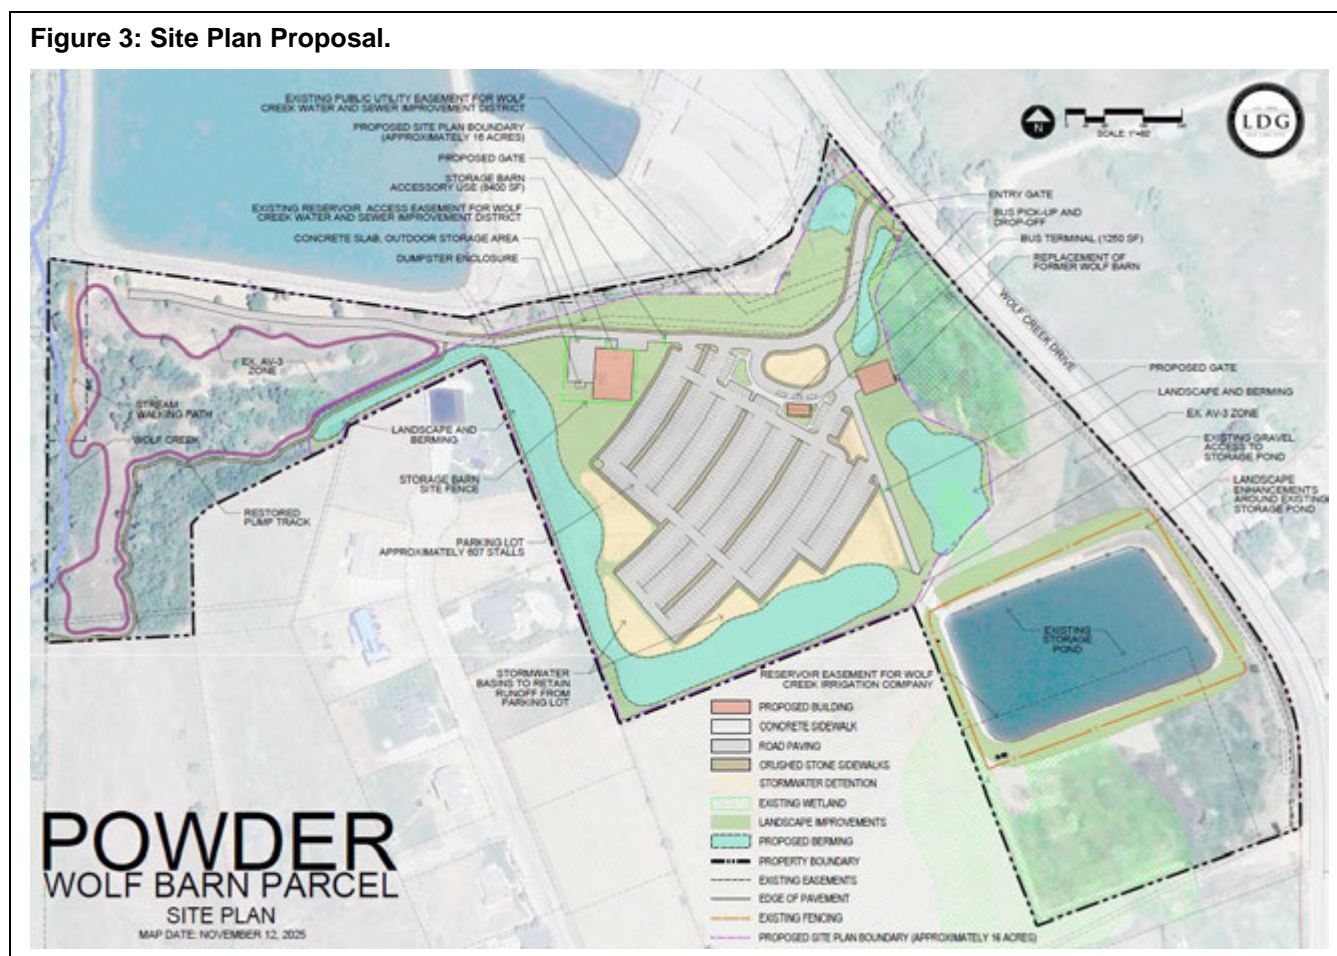 Figure 3: Site Plan Proposal.
EXISTING PUBLIC UTILITY EASEMENT FOR WOLF
CREEK WATER AND SEWER IMPROVEMENT DISTRICT
PROPOSED SITE PLAN BOUNDARY
(APPROXIMATELY 16 ACRES)
PROPOSED GATE
STORAGE BARN
ACCESSORY USE (8400 SF)
EXISTING RESERVOIR ACCESS EASEMENT FOR WOLF
CREEK WATER AND SEWER IMPROVEMENT DISTRICT
CONCRETE SLAB, OUTDOOR STORAGE AREA
DUMPSTER ENCLOSURE
N
SCALE: 1"=80'
LDG
ENTRY GATE
BUS PICK-UP AND
DROP-OFF
BUS TERMINAL (1250 SF)
REPLACEMENT OF
FORMER WOLF BARN
WOLF CREEK DRIVE
PROPOSED GATE
LANDSCAPE AND BERMING
EX. AV-3 ZONE
EXISTING GRAVEL
ACCESS TO
STORAGE POND
LANDSCAPE
ENHANCEMENTS
AROUND EXISTING
STORAGE POND
EX. AV-3
ZONE
STREAM
WALKING PATH
WOLF CREEK
LANDSCAPE AND
BERMING
STORAGE BARN
SITE FENCE
RESTORED
PUMP TRACK
PARKING LOT
APPROXIMATELY 607 STALLS
EXISTING
STORAGE
POND
STORMWATER
BASINS TO RETAIN
RUNOFF FROM
PARKING LOT
RESERVOIR EASEMENT FOR WOLF
CREEK IRRIGATION COMPANY
PROPOSED BUILDING
CONCRETE SIDEWALK
ROAD PAVING
CRUSHED STONE SIDEWALKS
STORMWATER DETENTION
EXISTING WETLAND
LANDSCAPE IMPROVEMENTS
PROPOSED BERMING
PROPERTY BOUNDARY
EXISTING EASEMENTS
EDGE OF PAVEMENT
EXISTING FENCING
PROPOSED SITE PLAN BOUNDARY (APPROXIMATELY 16 ACRES)
POWDER
WOLF BARN PARCEL
SITE PLAN
MAP DATE: NOVEMBER 12, 2025